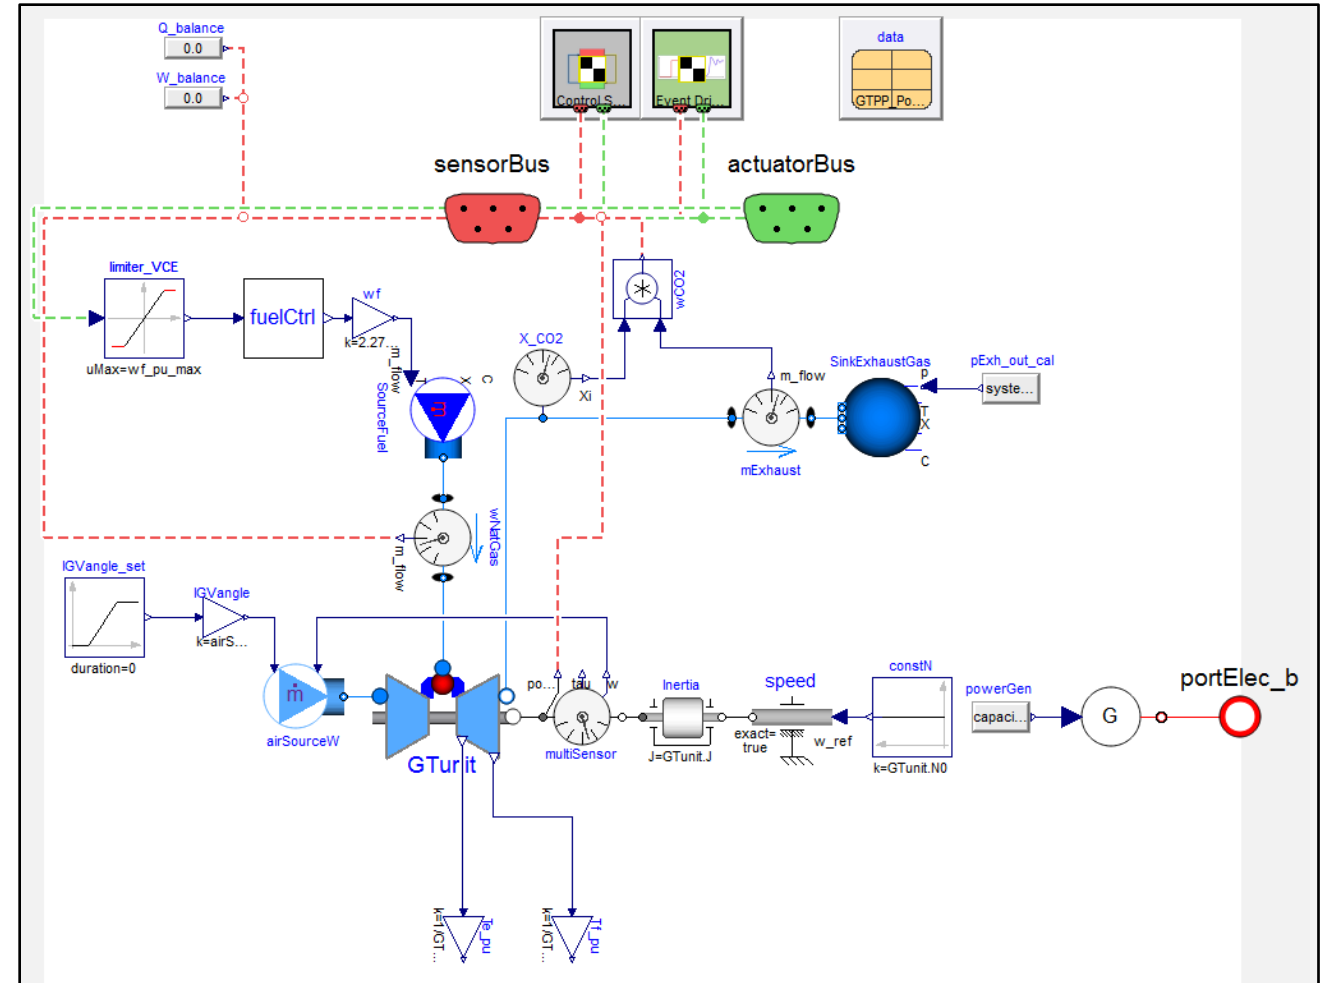 Q_balance
0.0
W_balance
0.0
Control S...
Event Dri...
data
GTPP_Po...
sensorBus
actuatorBus
limiter_VCE
uMax=wf_pu_max
fuelCtrl
wf
k=2.27...
m_flow
T
X
C
SourceFuel
wCO2
X_CO2
Xi
m_flow
mExhaust
SinkExhaustGas
p
T
X
C
pExh_out_cal
syste...
wNatGas
m_flow
IGVangle_set
duration=0
IGVangle
k=airS...
m
airSourceW
GTunit
po...
tau
w
multiSensor
Inertia
J=GTunit.J
speed
exact=
true
w_ref
constN
k=GTunit.N0
powerGen
capaci...
G
portElec_b
k=1/GT...
Te_pu
k=1/GT...
Tf_pu